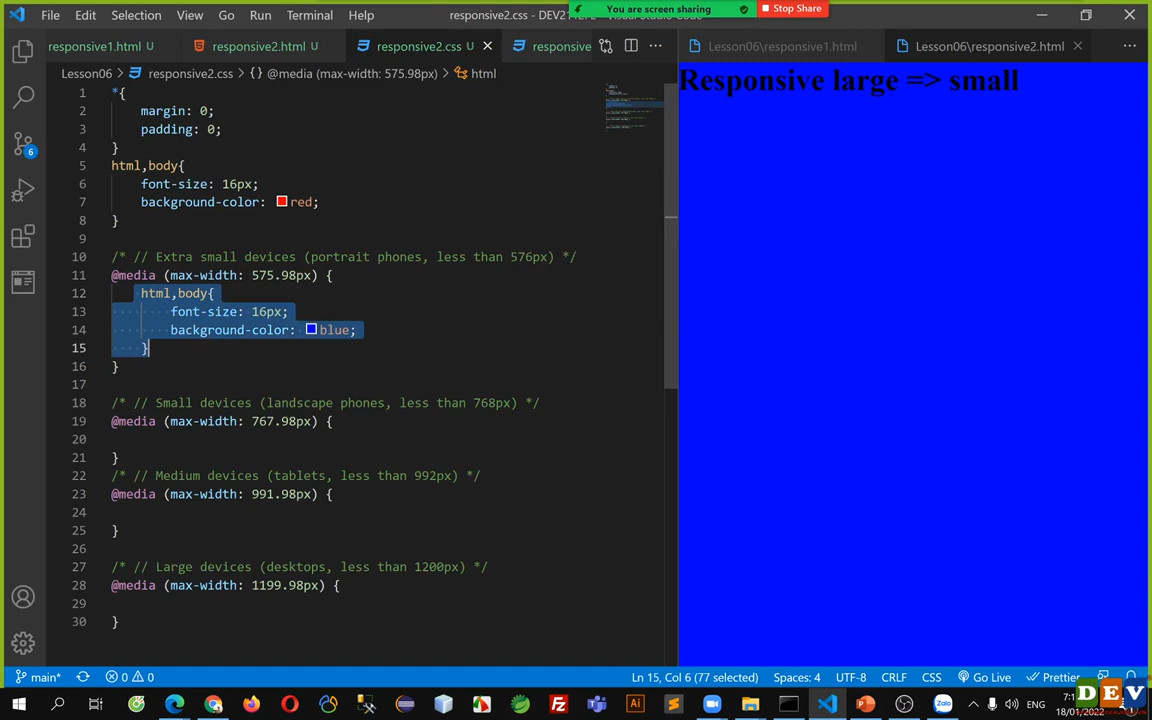 File Edit Selection View Go Run Terminal Help
responsive2.css - DEV21
You are screen sharing
Stop Share
responsive1.html U
responsive2.html U
responsive2.css U
responsive
Lesson06\responsive1.html
Lesson06\responsive2.html
Lesson06 > responsive2.css > {} @media (max-width: 575.98px) > html
1 *{
2 margin: 0;
3 padding: 0;
4 }
5 html,body{
6 font-size: 16px;
7 background-color: red;
8 }
9
10 /* // Extra small devices (portrait phones, less than 576px) */
11 @media (max-width: 575.98px) {
12 html,body{
13 font-size: 16px;
14 background-color: blue;
15 }
16 }
17
18 /* // Small devices (landscape phones, less than 768px) */
19 @media (max-width: 767.98px) {
20
21 }
22 /* // Medium devices (tablets, less than 992px) */
23 @media (max-width: 991.98px) {
24
25 }
26
27 /* // Large devices (desktops, less than 1200px) */
28 @media (max-width: 1199.98px) {
29
30 }
Responsive large => small
6
main* 0 0 Ln 15, Col 6 (77 selected) Spaces: 4 UTF-8 CRLF CSS Go Live Prettier
Ai
Zalo
ENG
18/01/2022
DEV